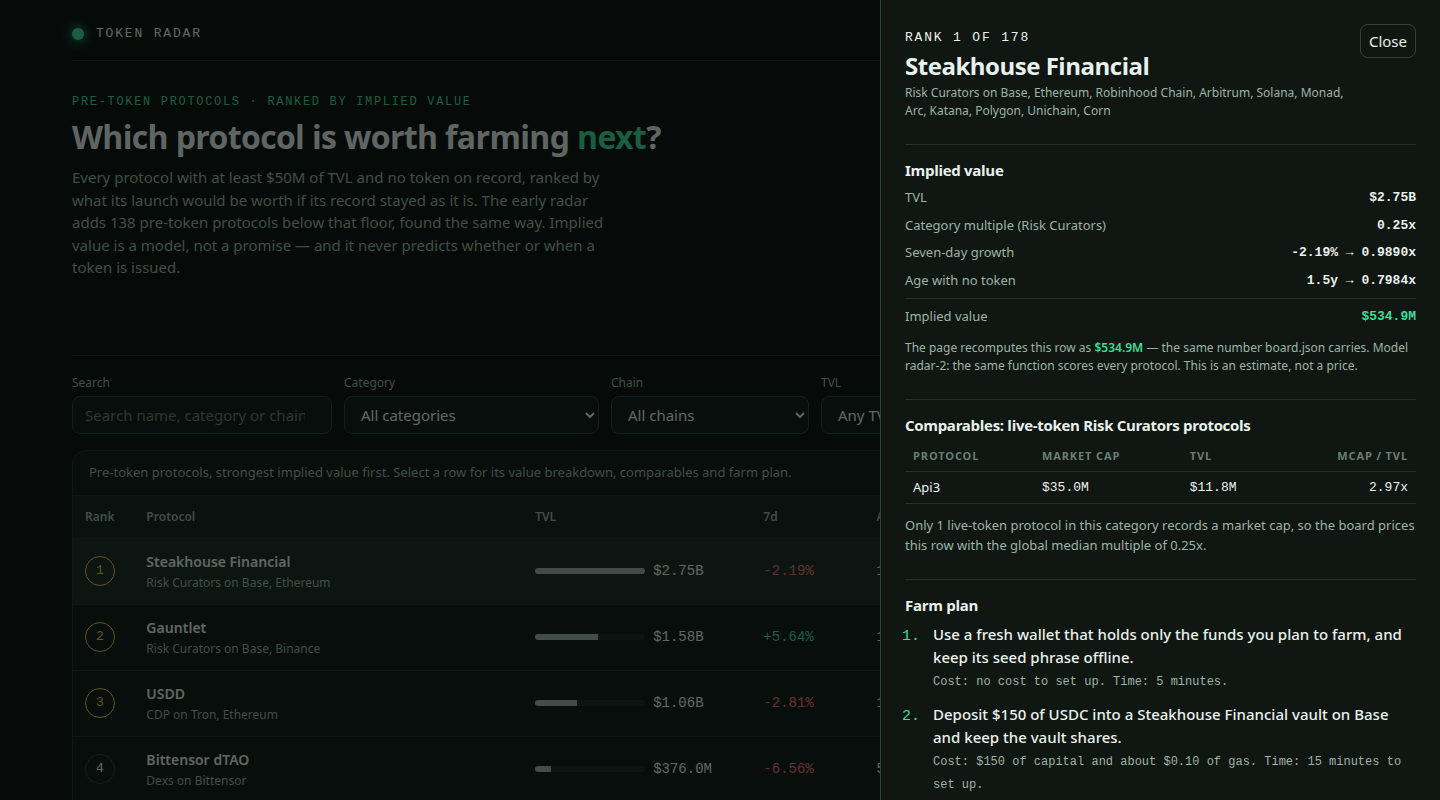 TOKEN RADAR
PRE-TOKEN PROTOCOLS · RANKED BY IMPLIED VALUE
Which protocol is worth farming next?
Every protocol with at least $50M of TVL and no token on record, ranked by
what its launch would be worth if its record stayed as it is. The early radar
adds 138 pre-token protocols below that floor, found the same way. Implied
value is a model, not a promise — and it never predicts whether or when a
token is issued.
Search Category Chain TVL
Search name, category or chain All categories All chains Any TV
Pre-token protocols, strongest implied value first. Select a row for its value breakdown, comparables and farm plan.
Rank Protocol TVL 7d
1 Steakhouse Financial $2.75B -2.19%
Risk Curators on Base, Ethereum
2 Gauntlet $1.58B +5.64%
Risk Curators on Base, Binance
3 USDD $1.06B -2.81%
CDP on Tron, Ethereum
4 Bittensor dTAO $376.0M -6.56%
Dexs on Bittensor
RANK 1 OF 178
Close
Steakhouse Financial
Risk Curators on Base, Ethereum, Robinhood Chain, Arbitrum, Solana, Monad,
Arc, Katana, Polygon, Unichain, Corn
Implied value
TVL $2.75B
Category multiple (Risk Curators) 0.25x
Seven-day growth -2.19% → 0.9890x
Age with no token 1.5y → 0.7984x
Implied value $534.9M
The page recomputes this row as $534.9M — the same number board.json carries. Model
radar-2: the same function scores every protocol. This is an estimate, not a price.
Comparables: live-token Risk Curators protocols
PROTOCOL MARKET CAP TVL MCAP / TVL
Api3 $35.0M $11.8M 2.97x
Only 1 live-token protocol in this category records a market cap, so the board prices
this row with the global median multiple of 0.25x.
Farm plan
1. Use a fresh wallet that holds only the funds you plan to farm, and
keep its seed phrase offline.
Cost: no cost to set up. Time: 5 minutes.
2. Deposit $150 of USDC into a Steakhouse Financial vault on Base
and keep the vault shares.
Cost: $150 of capital and about $0.10 of gas. Time: 15 minutes to
set up.